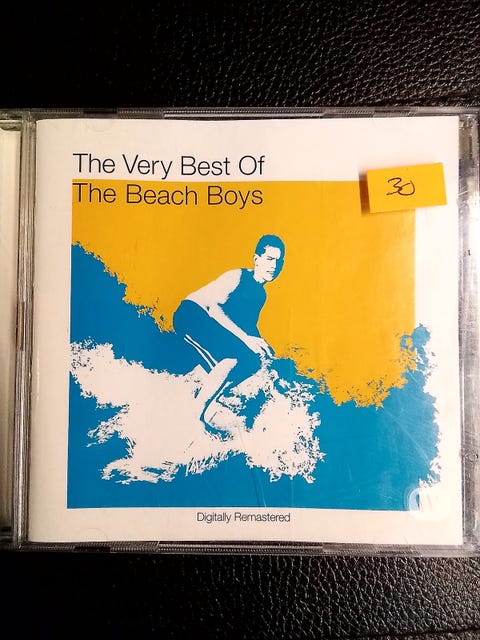 The Very Best Of
The Beach Boys
30
Digitally Remastered